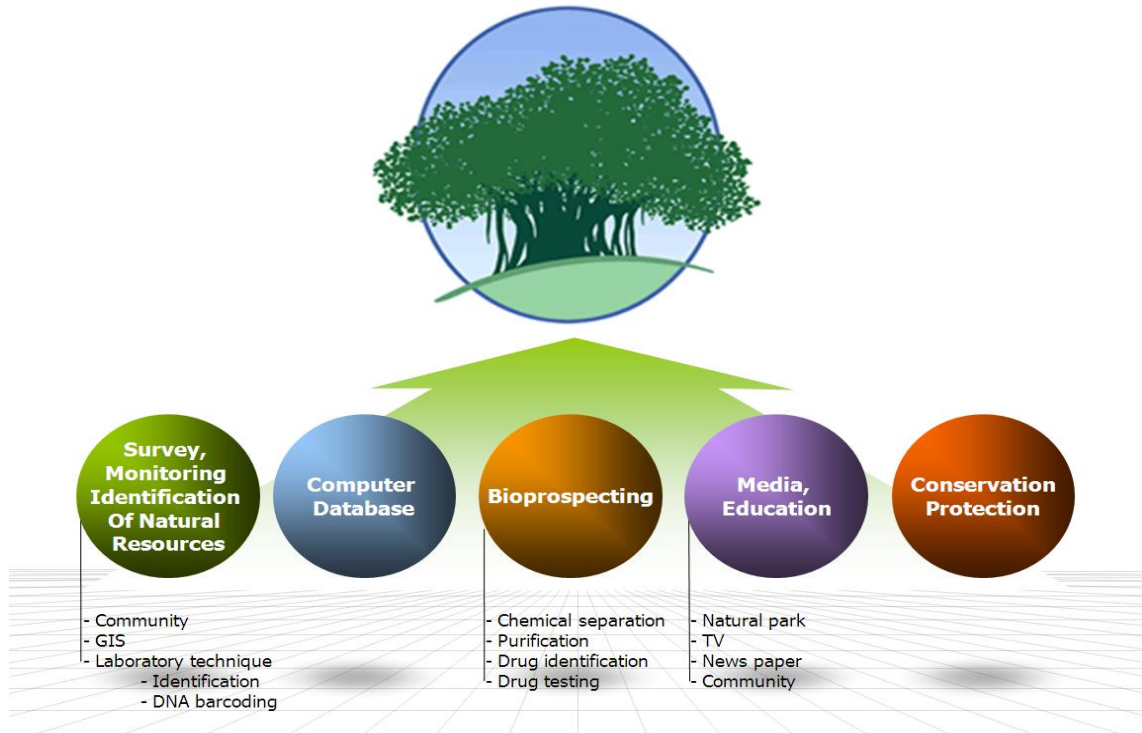 Survey,
Monitoring
Identification
Of Natural
Resources
Computer
Database
Bioprospecting
Media,
Education
Conservation
Protection
- Community
- GIS
- Laboratory technique
- Identification
- DNA barcoding
- Chemical separation
- Purification
- Drug identification
- Drug testing
- Natural park
- TV
- News paper
- Community